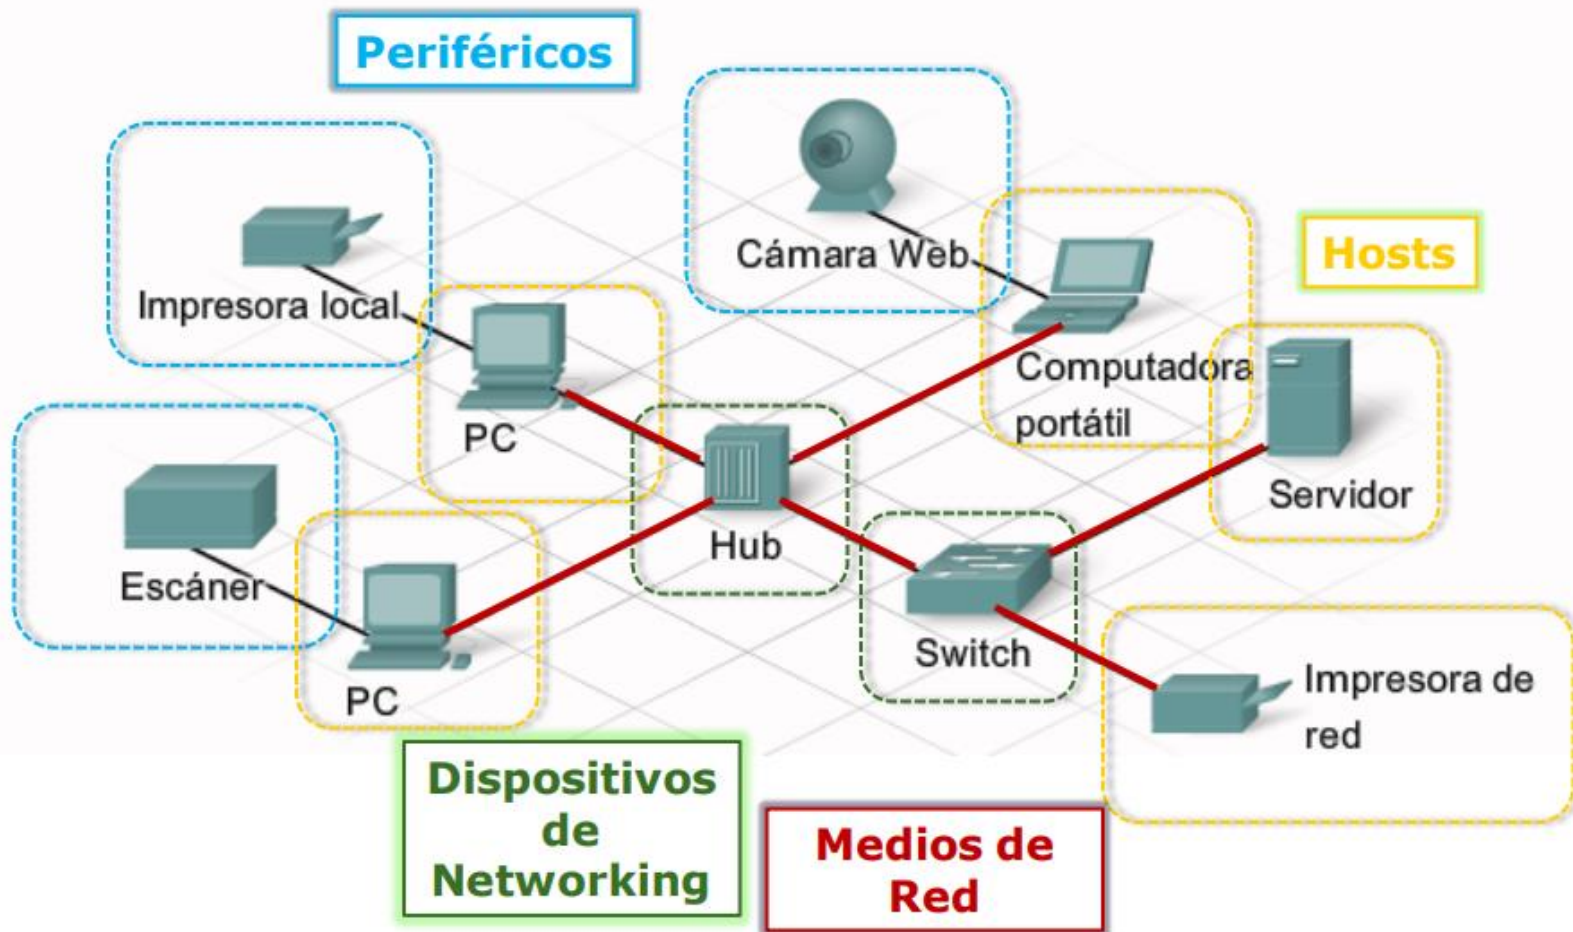 Periféricos
Cámara Web
Hosts
Impresora local
Computadora
portátil
PC
Servidor
Hub
Escáner
Switch
Impresora de
red
PC
Dispositivos
de
Networking
Medios de
Red